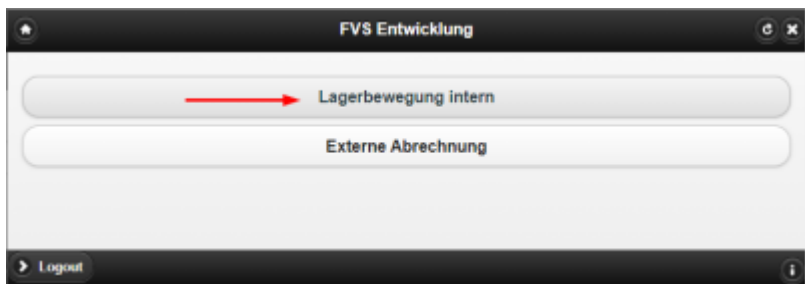 FVS Entwicklung
Lagerbewegung intern
Externe Abrechnung
Logout